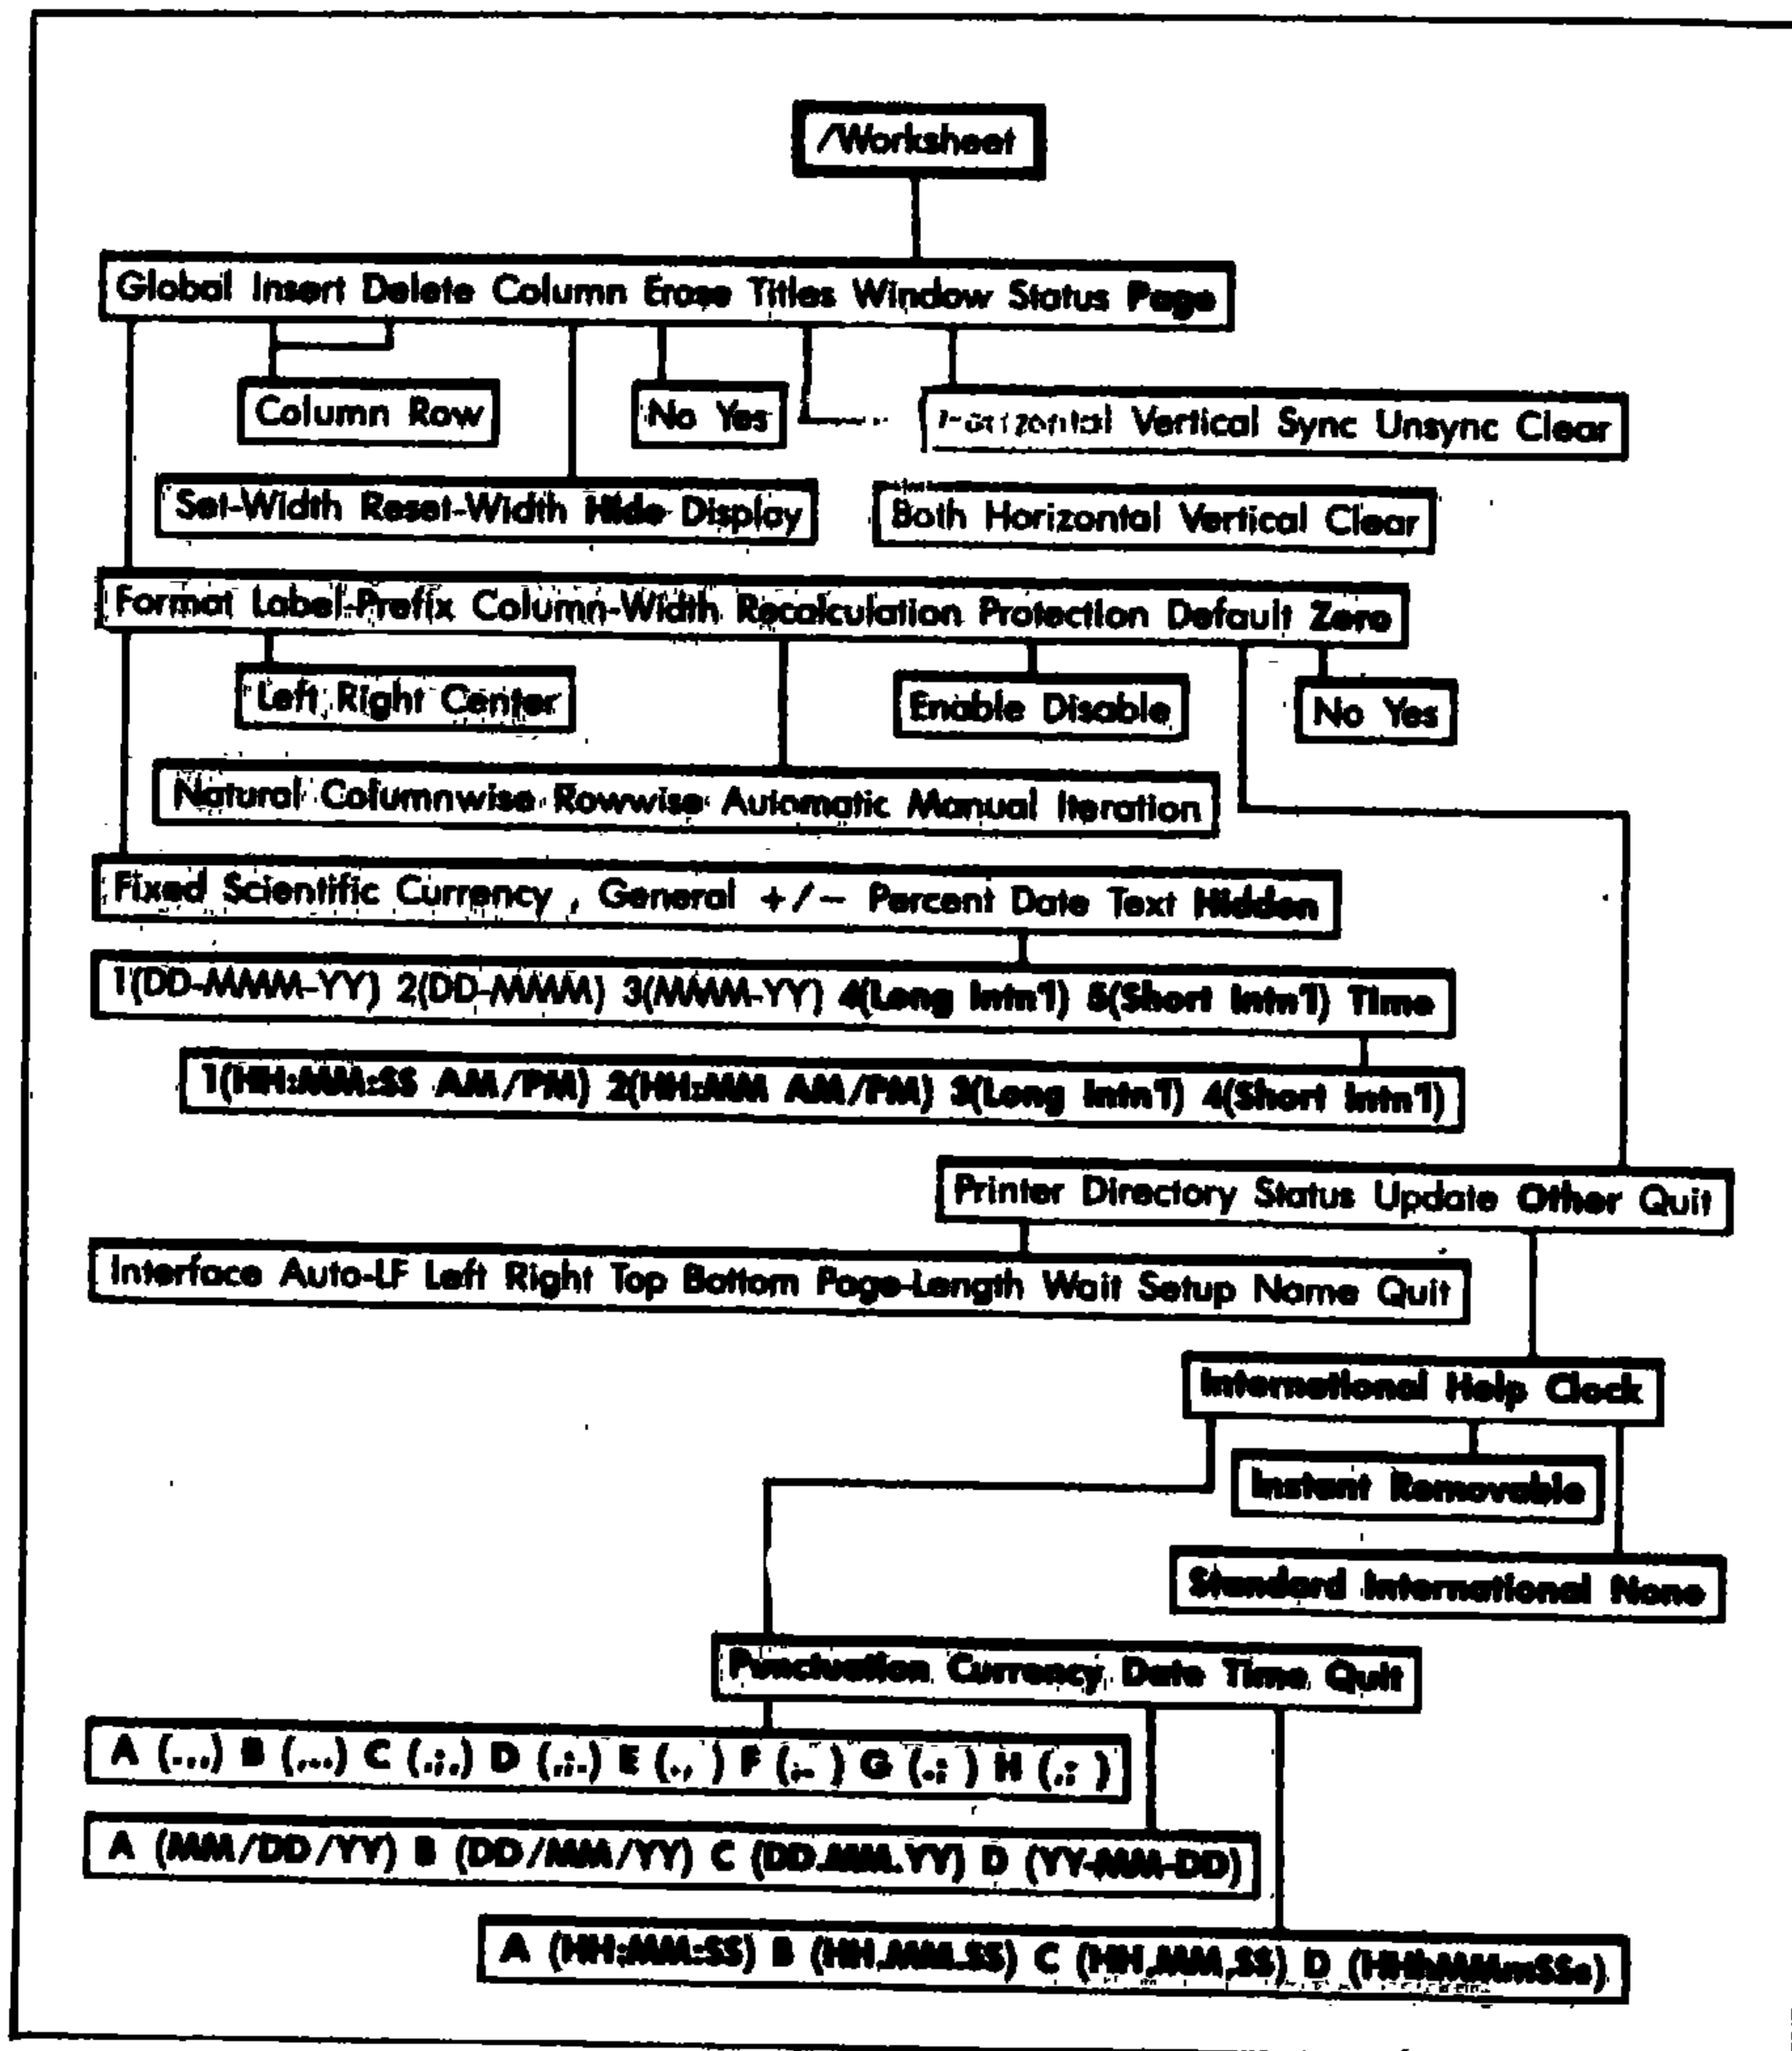 /Worksheet
Global Insert Delete Column Erase Titles Window Status Page
Column Row
No Yes
Horizontal Vertical Sync Unsync Clear
Set-Width Reset-Width Hide Display
Both Horizontal Vertical Clear
Format Label-Prefix Column-Width Recalculation Protection Default Zero
Left Right Center
Enable Disable
No Yes
Natural Columnwise Rowwise Automatic Manual Iteration
Fixed Scientific Currency , General +/− Percent Date Text Hidden
1(DD-MMM-YY) 2(DD-MMM) 3(MMM-YY) 4(Long Intn'l) 5(Short Intn'l) Time
1(HH:MM:SS AM/PM) 2(HH:MM AM/PM) 3(Long Intn'l) 4(Short Intn'l)
Printer Directory Status Update Other Quit
Interface Auto-LF Left Right Top Bottom Page-Length Wait Setup Name Quit
International Help Clock
Instant Removable
Standard International None
Punctuation Currency Date Time Quit
A B C D E F G H
A (MM/DD/YY) B (DD/MM/YY) C (DD.MM.YY) D (YY-MM-DD)
A (HH:MM:SS) B (HH.MM.SS) C (HH,MM,SS) D (HHhMMmSSs)